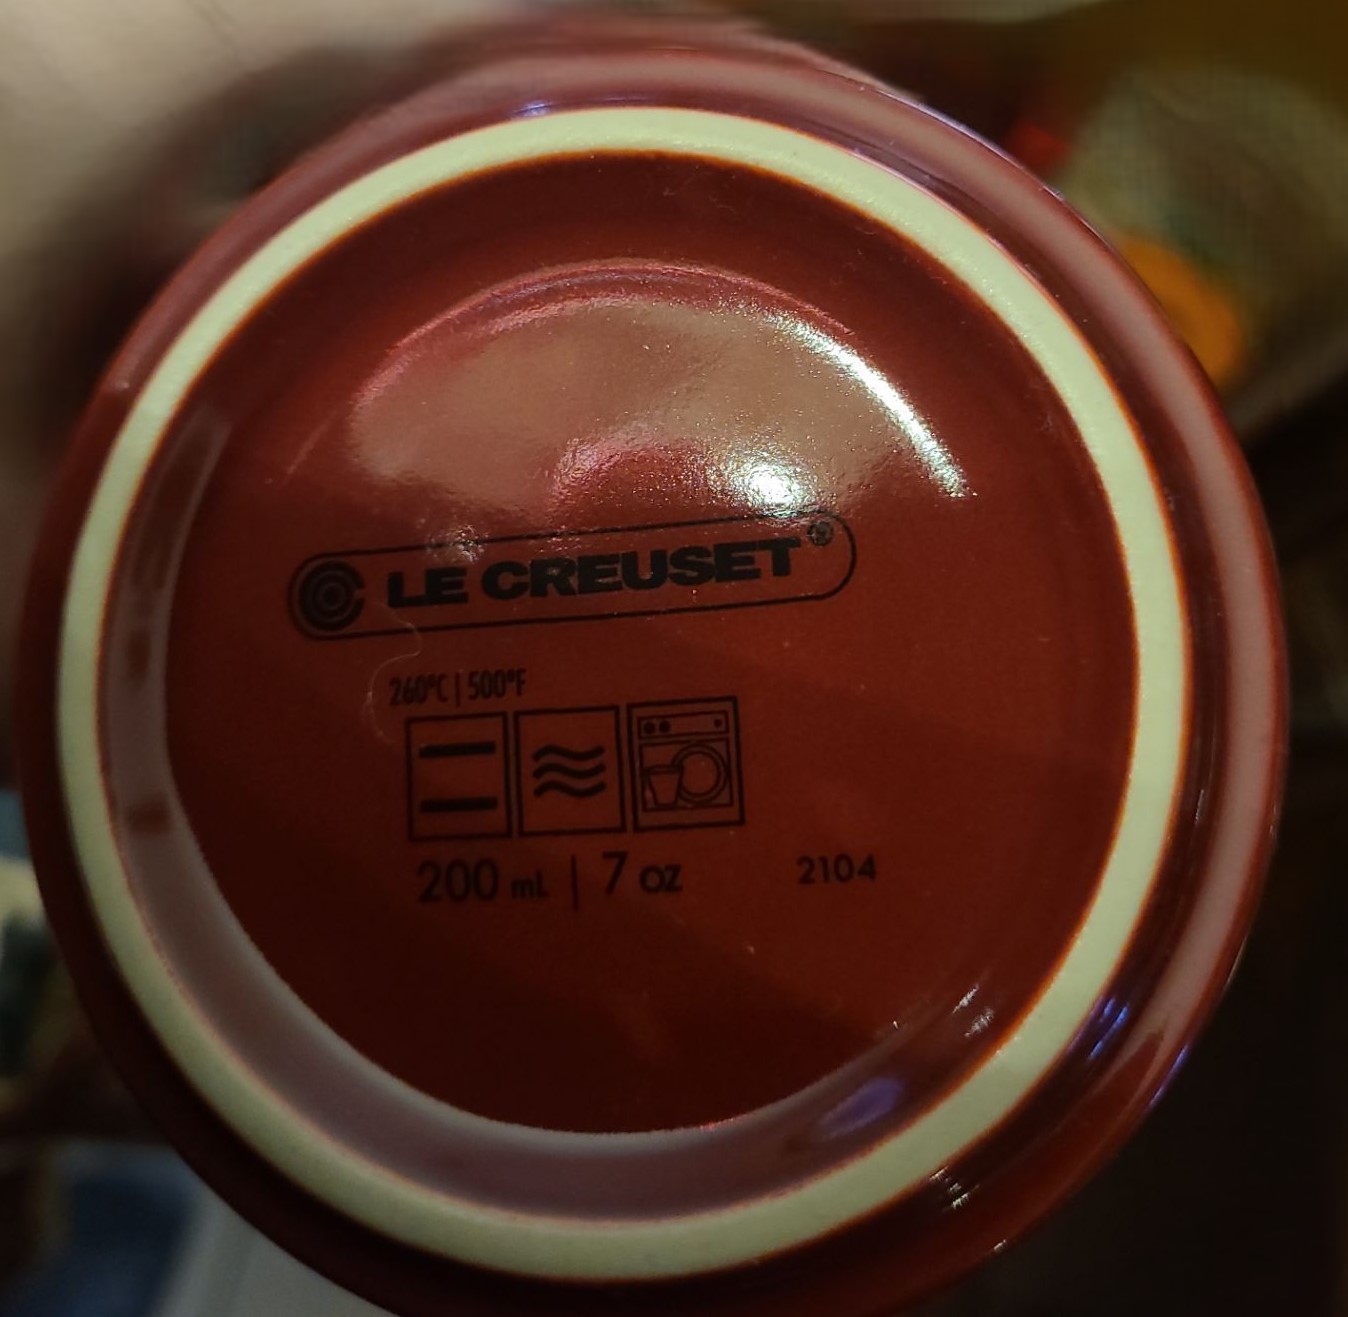 LE CREUSET®
260°C | 500°F
200 mL | 7 oz 2104